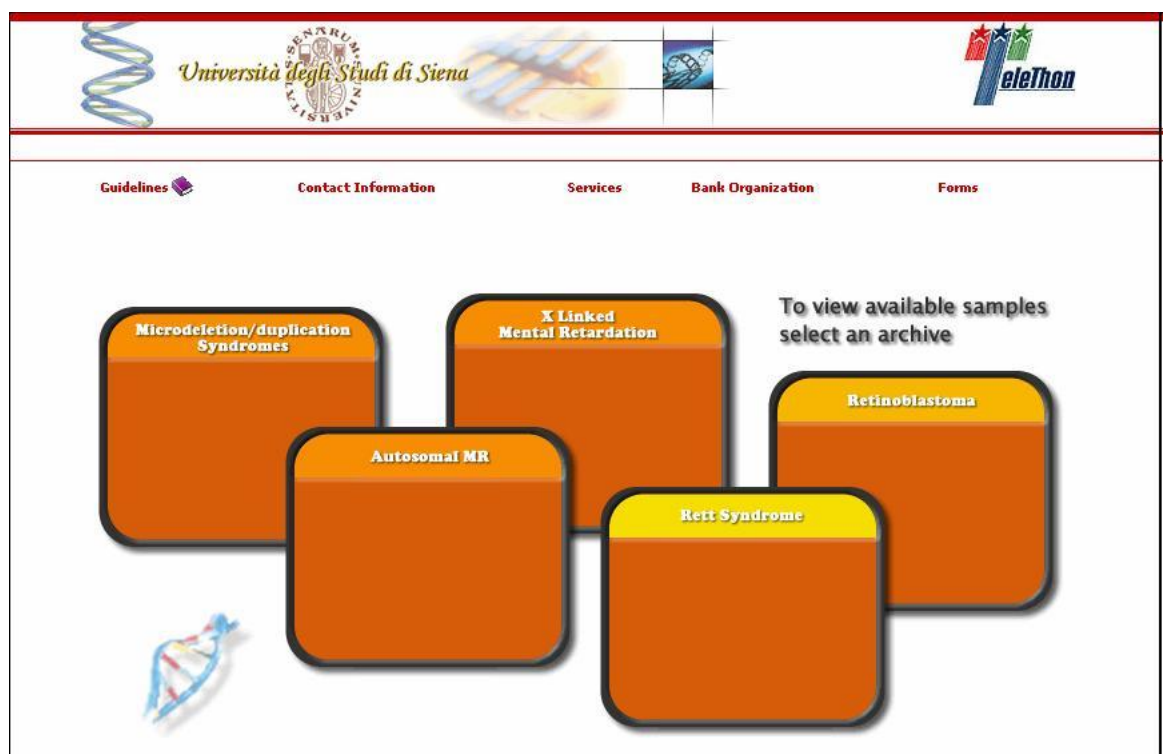 Università degli Studi di Siena
SENARUM
UNIVERSITAS
TeleThon
Guidelines
Contact Information
Services
Bank Organization
Forms
Microdeletion/duplication
Syndromes
X Linked
Mental Retardation
To view available samples
select an archive
Retinoblastoma
Autosomal MR
Rett Syndrome